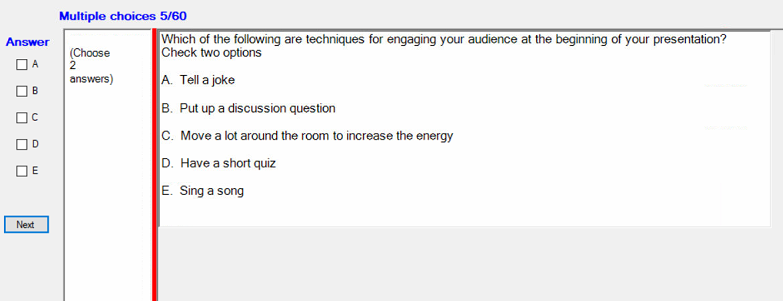 Multiple choices 5/60
Answer
A
B
C
D
E
Next
(Choose
2
answers)
Which of the following are techniques for engaging your audience at the beginning of your presentation?
Check two options
A. Tell a joke
B. Put up a discussion question
C. Move a lot around the room to increase the energy
D. Have a short quiz
E. Sing a song